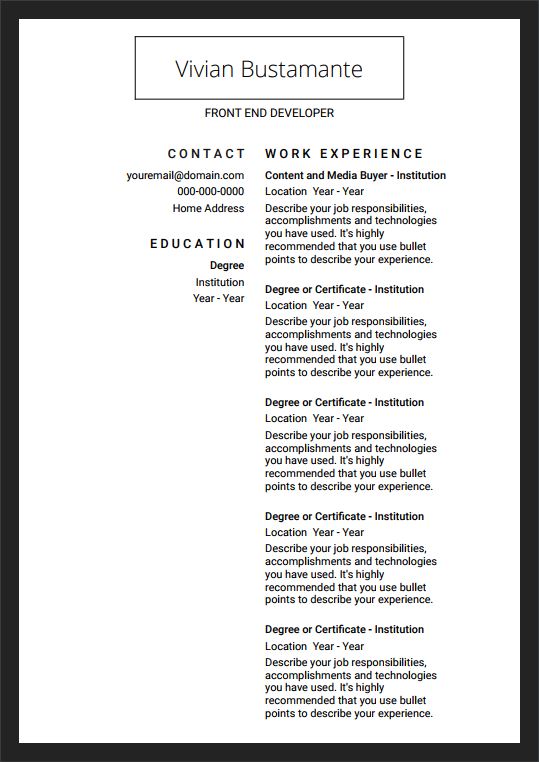 Vivian Bustamante
FRONT END DEVELOPER
CONTACT
youremail@domain.com
000-000-0000
Home Address
EDUCATION
Degree
Institution
Year - Year
WORK EXPERIENCE
Content and Media Buyer - Institution
Location  Year - Year
Describe your job responsibilities,
accomplishments and technologies
you have used. It's highly
recommended that you use bullet
points to describe your experience.
Degree or Certificate - Institution
Location  Year - Year
Describe your job responsibilities,
accomplishments and technologies
you have used. It's highly
recommended that you use bullet
points to describe your experience.
Degree or Certificate - Institution
Location  Year - Year
Describe your job responsibilities,
accomplishments and technologies
you have used. It's highly
recommended that you use bullet
points to describe your experience.
Degree or Certificate - Institution
Location  Year - Year
Describe your job responsibilities,
accomplishments and technologies
you have used. It's highly
recommended that you use bullet
points to describe your experience.
Degree or Certificate - Institution
Location  Year - Year
Describe your job responsibilities,
accomplishments and technologies
you have used. It's highly
recommended that you use bullet
points to describe your experience.